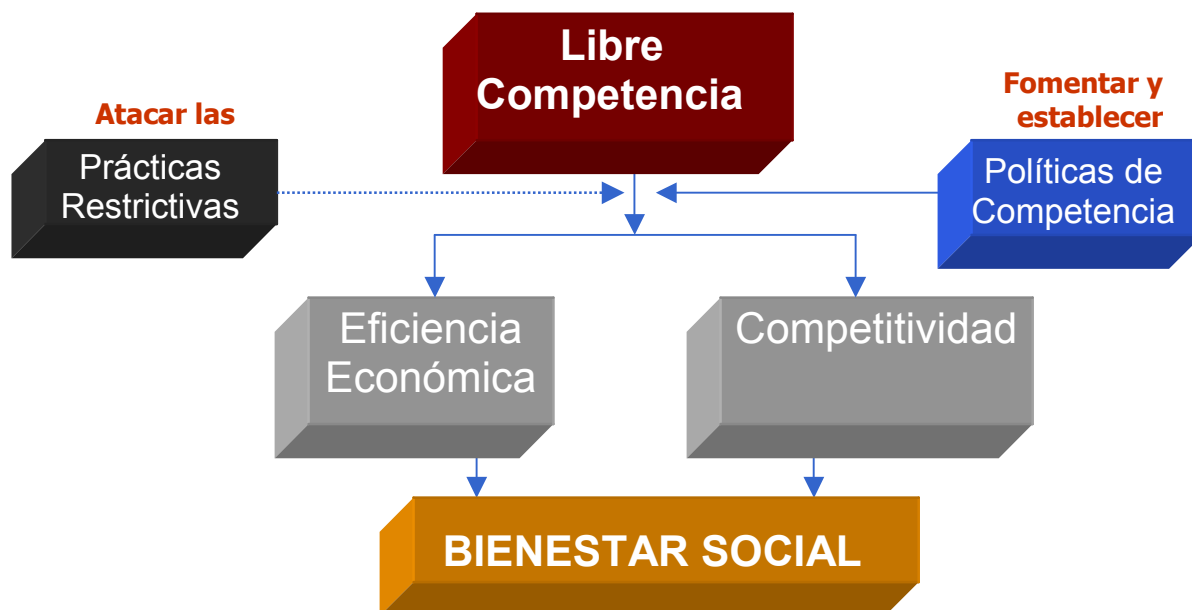 Libre
Competencia
Atacar las
Prácticas
Restrictivas
Fomentar y
establecer
Políticas de
Competencia
Eficiencia
Económica
Competitividad
BIENESTAR SOCIAL